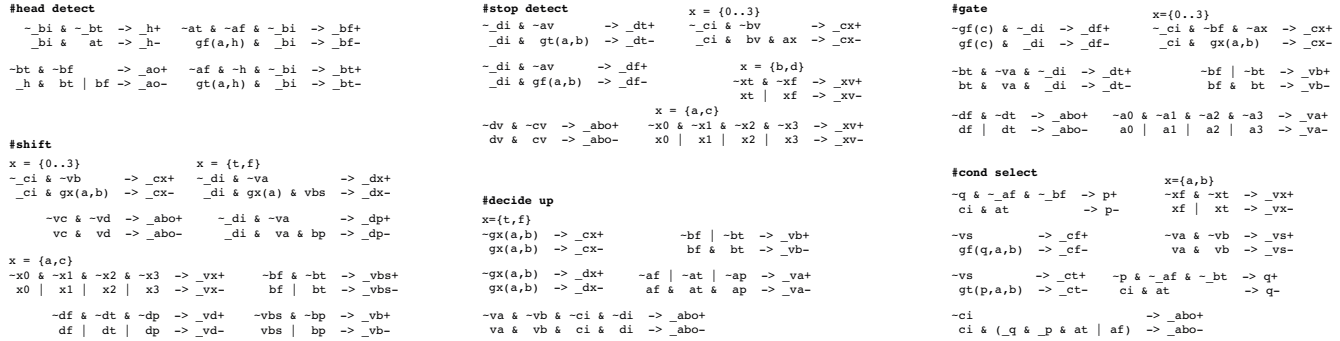 #head detect
~_bi & ~_bt -> _h+ ~at & ~af & ~_bi -> _bf+
_bi & at -> _h- gf(a,h) & _bi -> _bf-
~bt & ~bf -> _ao+ ~af & ~h & ~_bi -> _bt+
_h & bt | bf -> _ao- gt(a,h) & _bi -> _bt-
#shift
x = {0..3} x = {t,f}
~_ci & ~vb -> _cx+ ~_di & ~va -> _dx+
_ci & gx(a,b) -> _cx- _di & gx(a) & vbs -> _dx-
~vc & ~vd -> _abo+ ~_di & ~va -> _dp+
vc & vd -> _abo- _di & va & bp -> _dp-
x = {a,c}
~x0 & ~x1 & ~x2 & ~x3 -> _vx+ ~bf & ~bt -> _vbs+
x0 | x1 | x2 | x3 -> _vx- bf | bt -> _vbs-
~df & ~dt & ~dp -> _vd+ ~vbs & ~bp -> _vb+
df | dt | dp -> _vd- vbs | bp -> _vb-
#stop detect
x = {0..3}
~_di & ~av -> _dt+ ~_ci & ~bv -> _cx+
_di & gt(a,b) -> _dt- _ci & bv & ax -> _cx-
~_di & ~av -> _df+ x = {b,d}
_di & gf(a,b) -> _df- ~xt & ~xf -> _xv+
xt | xf -> _xv-
x = {a,c}
~dv & ~cv -> _abo+ ~x0 & ~x1 & ~x2 & ~x3 -> _xv+
dv & cv -> _abo- x0 | x1 | x2 | x3 -> _xv-
#decide up
x={t,f}
~gx(a,b) -> _cx+ ~bf | ~bt -> _vb+
gx(a,b) -> _cx- bf & bt -> _vb-
~gx(a,b) -> _dx+ ~af | ~at | ~ap -> _va+
gx(a,b) -> _dx- af & at & ap -> _va-
~va & ~vb & ~ci & ~di -> _abo+
va & vb & ci & di -> _abo-
#gate
x={0..3}
~gf(c) & ~_di -> _df+ ~_ci & ~bf & ~ax -> _cx+
gf(c) & _di -> _df- _ci & gx(a,b) -> _cx-
~bt & ~va & ~_di -> _dt+ ~bf | ~bt -> _vb+
bt & va & _di -> _dt- bf & bt -> _vb-
~df & ~dt -> _abo+ ~a0 & ~a1 & ~a2 & ~a3 -> _va+
df | dt -> _abo- a0 | a1 | a2 | a3 -> _va-
#cond select
x={a,b}
~q & ~_af & ~_bf -> p+ ~xf & ~xt -> _vx+
ci & at -> p- xf | xt -> _vx-
~vs -> _cf+ ~va & ~vb -> _vs+
gf(q,a,b) -> _cf- va & vb -> _vs-
~vs -> _ct+ ~p & ~_af & ~_bt -> q+
gt(p,a,b) -> _ct- ci & at -> q-
~ci -> _abo+
ci & (_q & _p & at | af) -> _abo-